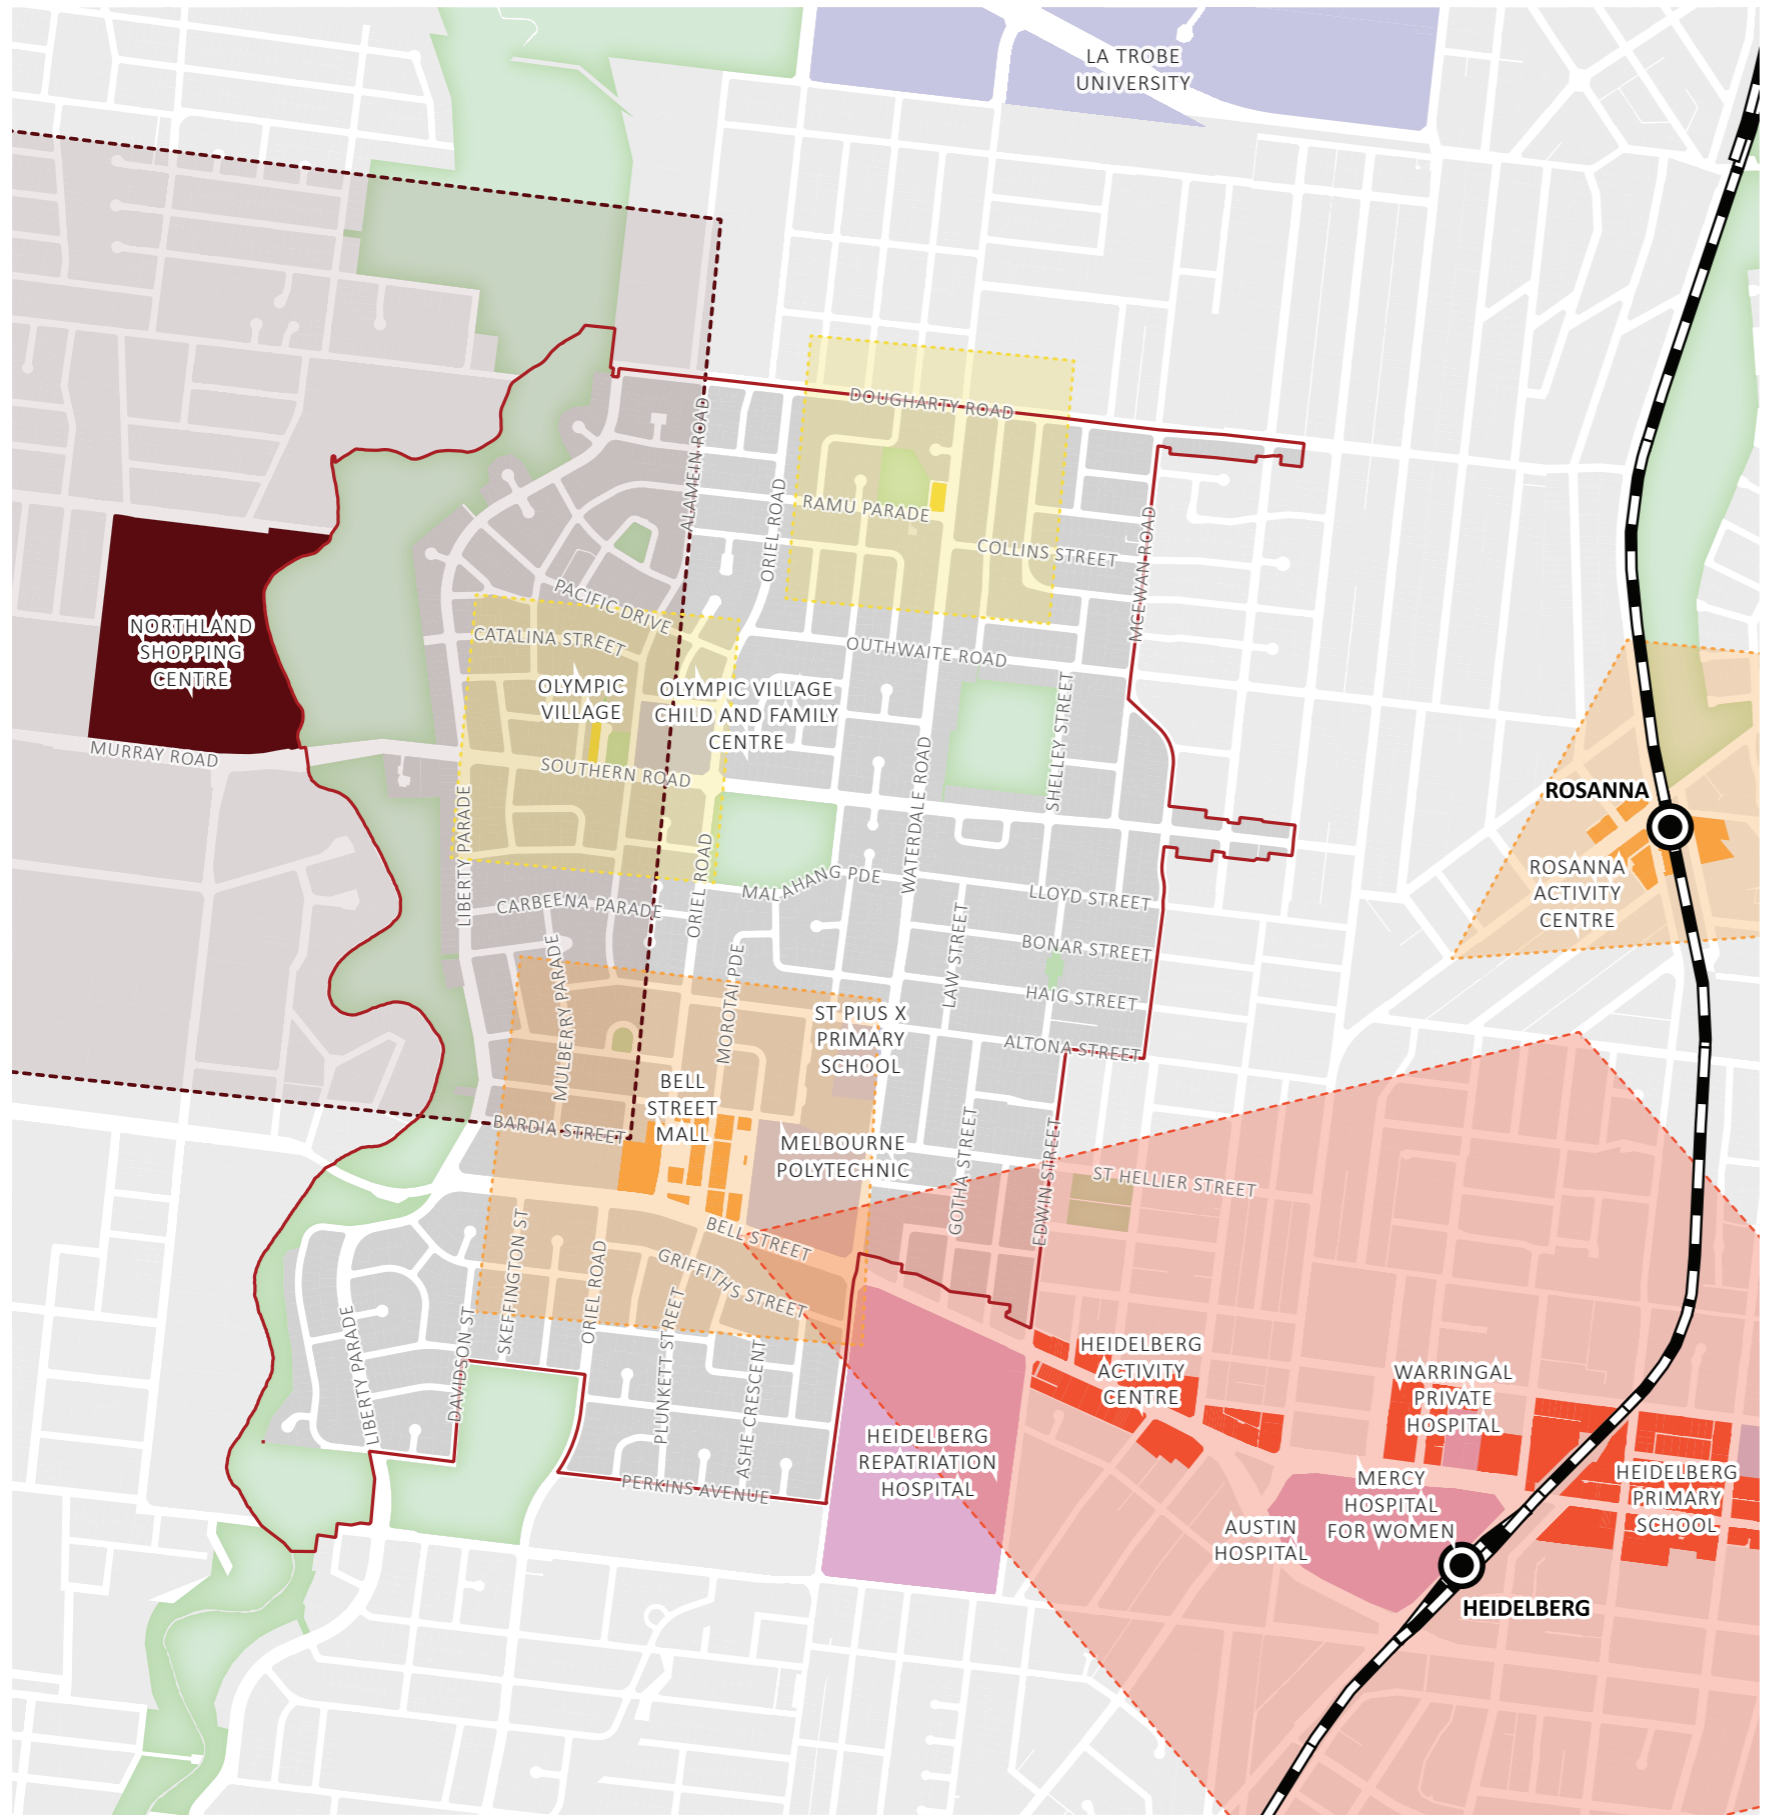 LA TROBE
UNIVERSITY
DOUGHARTY ROAD
ALAMEIN ROAD
ORIEL ROAD
RAMU PARADE
COLLINS STREET
MCEWAN ROAD
PACIFIC DRIVE
NORTHLAND
SHOPPING
CENTRE
CATALINA STREET
OUTHWAITE ROAD
OLYMPIC
VILLAGE
OLYMPIC VILLAGE
CHILD AND FAMILY
CENTRE
SHELLEY STREET
MURRAY ROAD
SOUTHERN ROAD
WATERDALE ROAD
ROSANNA
LIBERTY PARADE
ORIEL ROAD
MALAHANG PDE
LLOYD STREET
ROSANNA
ACTIVITY
CENTRE
CARBEENA PARADE
LAW STREET
BONAR STREET
MULBERRY PARADE
MOROTAI PDE
HAIG STREET
ST PIUS X
PRIMARY
SCHOOL
ALTONA STREET
BELL
STREET
MALL
BARDIA STREET
MELBOURNE
POLYTECHNIC
GOTHA STREET
EDWIN STREET
ST HELLIER STREET
BELL STREET
SKEFFINGTON ST
ORIEL ROAD
GRIFFITHS STREET
LIBERTY PARADE
DAVIDSON ST
PLUNKETT STREET
ASHE CRESCENT
HEIDELBERG
ACTIVITY
CENTRE
WARRINGAL
PRIVATE
HOSPITAL
HEIDELBERG
REPATRIATION
HOSPITAL
PERKINS AVENUE
MERCY
HOSPITAL
FOR WOMEN
HEIDELBERG
PRIMARY
SCHOOL
AUSTIN
HOSPITAL
HEIDELBERG